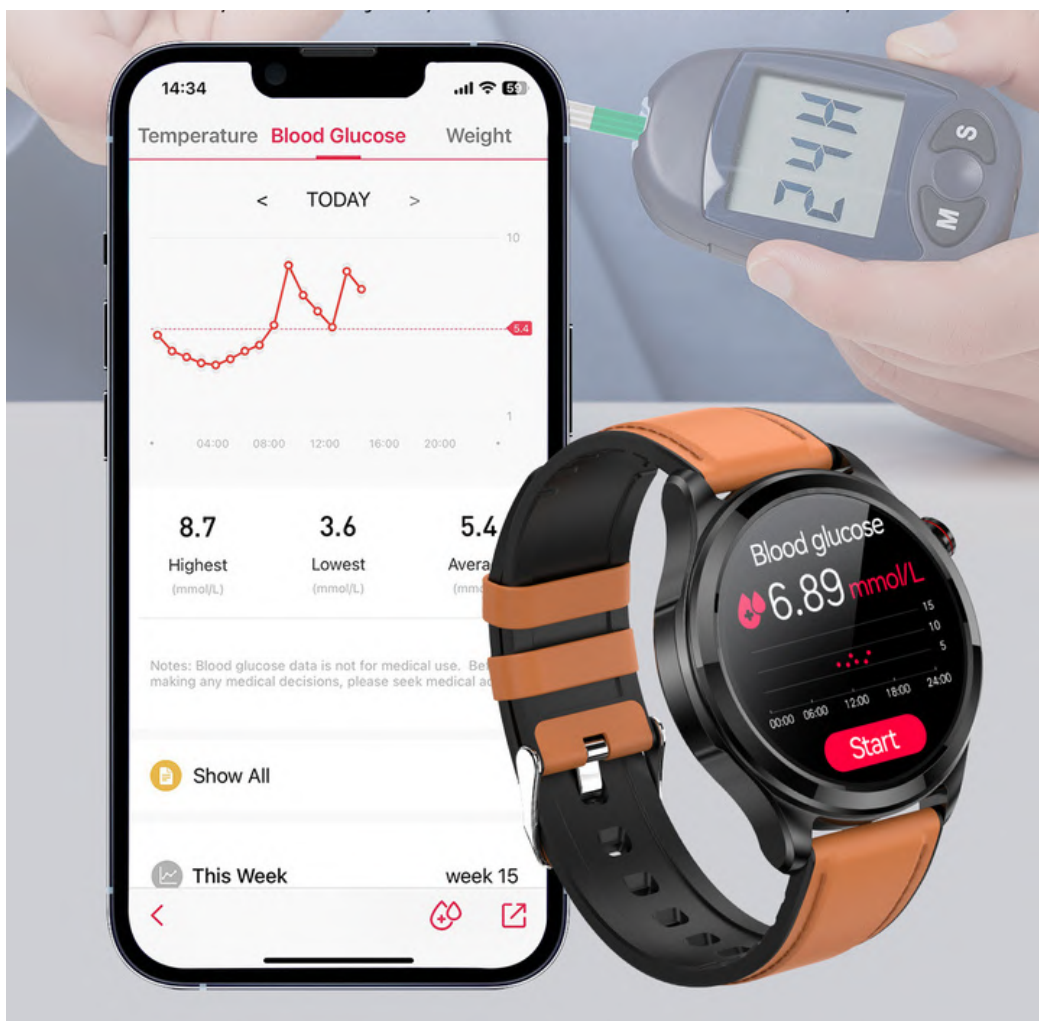 14:34
59
Temperature Blood Glucose Weight
< TODAY >
10
5.4
1
04:00 08:00 12:00 16:00 20:00
8.7 3.6 5.4
Highest Lowest
(mmol/L) (mmol/L)
Notes: Blood glucose data is not for medical use.
making any medical decisions, please seek medical
Show All
This Week week 15
S
M
Blood glucose
6.89 mmol/L
15
10
5
00:00 06:00 12:00 18:00 24:00
Start